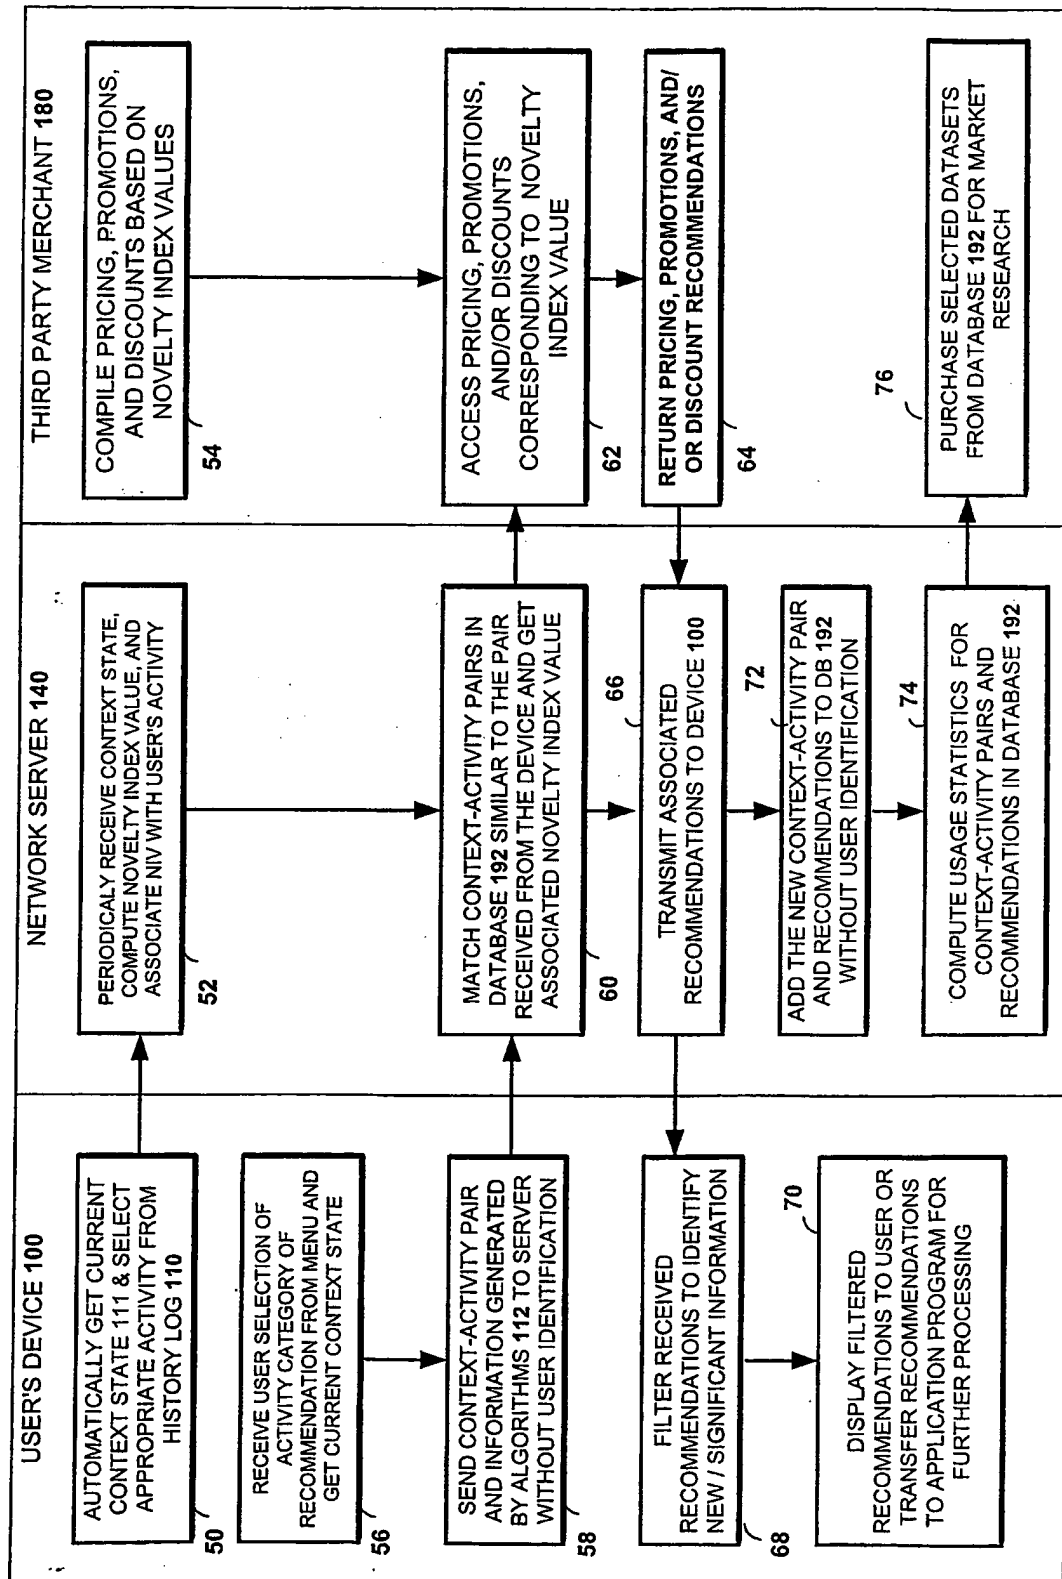 USER'S DEVICE 100
AUTOMATICALLY GET CURRENT
CONTEXT STATE 111 & SELECT
APPROPRIATE ACTIVITY FROM
HISTORY LOG 110
50
RECEIVE USER SELECTION OF
ACTIVITY CATEGORY OF
RECOMMENDATION FROM MENU AND
GET CURRENT CONTEXT STATE
56
SEND CONTEXT-ACTIVITY PAIR
AND INFORMATION GENERATED
BY ALGORITHMS 112 TO SERVER
WITHOUT USER IDENTIFICATION
58
FILTER RECEIVED
RECOMMENDATIONS TO IDENTIFY
NEW / SIGNIFICANT INFORMATION
68
70
DISPLAY FILTERED
RECOMMENDATIONS TO USER OR
TRANSFER RECOMMENDATIONS
TO APPLICATION PROGRAM FOR
FURTHER PROCESSING
NETWORK SERVER 140
PERIODICALY RECEIVE CONTEXT STATE,
COMPUTE NOVELTY INDEX VALUE, AND
ASSOCIATE NIV WITH USER'S ACTIVITY
52
MATCH CONTEXT-ACTIVITY PAIRS IN
DATABASE 192 SIMILAR TO THE PAIR
RECEIVED FROM THE DEVICE AND GET
ASSOCIATED NOVELTY INDEX VALUE
60
66
TRANSMIT ASSOCIATED
RECOMMENDATIONS TO DEVICE 100
72
ADD THE NEW CONTEXT-ACTIVITY PAIR
AND RECOMMENDATIONS TO DB 192
WITHOUT USER IDENTIFICATION
74
COMPUTE USAGE STATISTICS FOR
CONTEXT-ACTIVITY PAIRS AND
RECOMMENDATIONS IN DATABASE 192
THIRD PARTY MERCHANT 180
COMPILE PRICING, PROMOTIONS,
AND DISCOUNTS BASED ON
NOVELTY INDEX VALUES
54
ACCESS PRICING, PROMOTIONS,
AND/OR DISCOUNTS
CORRESPONDING TO NOVELTY
INDEX VALUE
62
RETURN PRICING, PROMOTIONS, AND/
OR DISCOUNT RECOMMENDATIONS
64
76
PURCHASE SELECTED DATASETS
FROM DATABASE 192 FOR MARKET
RESEARCH